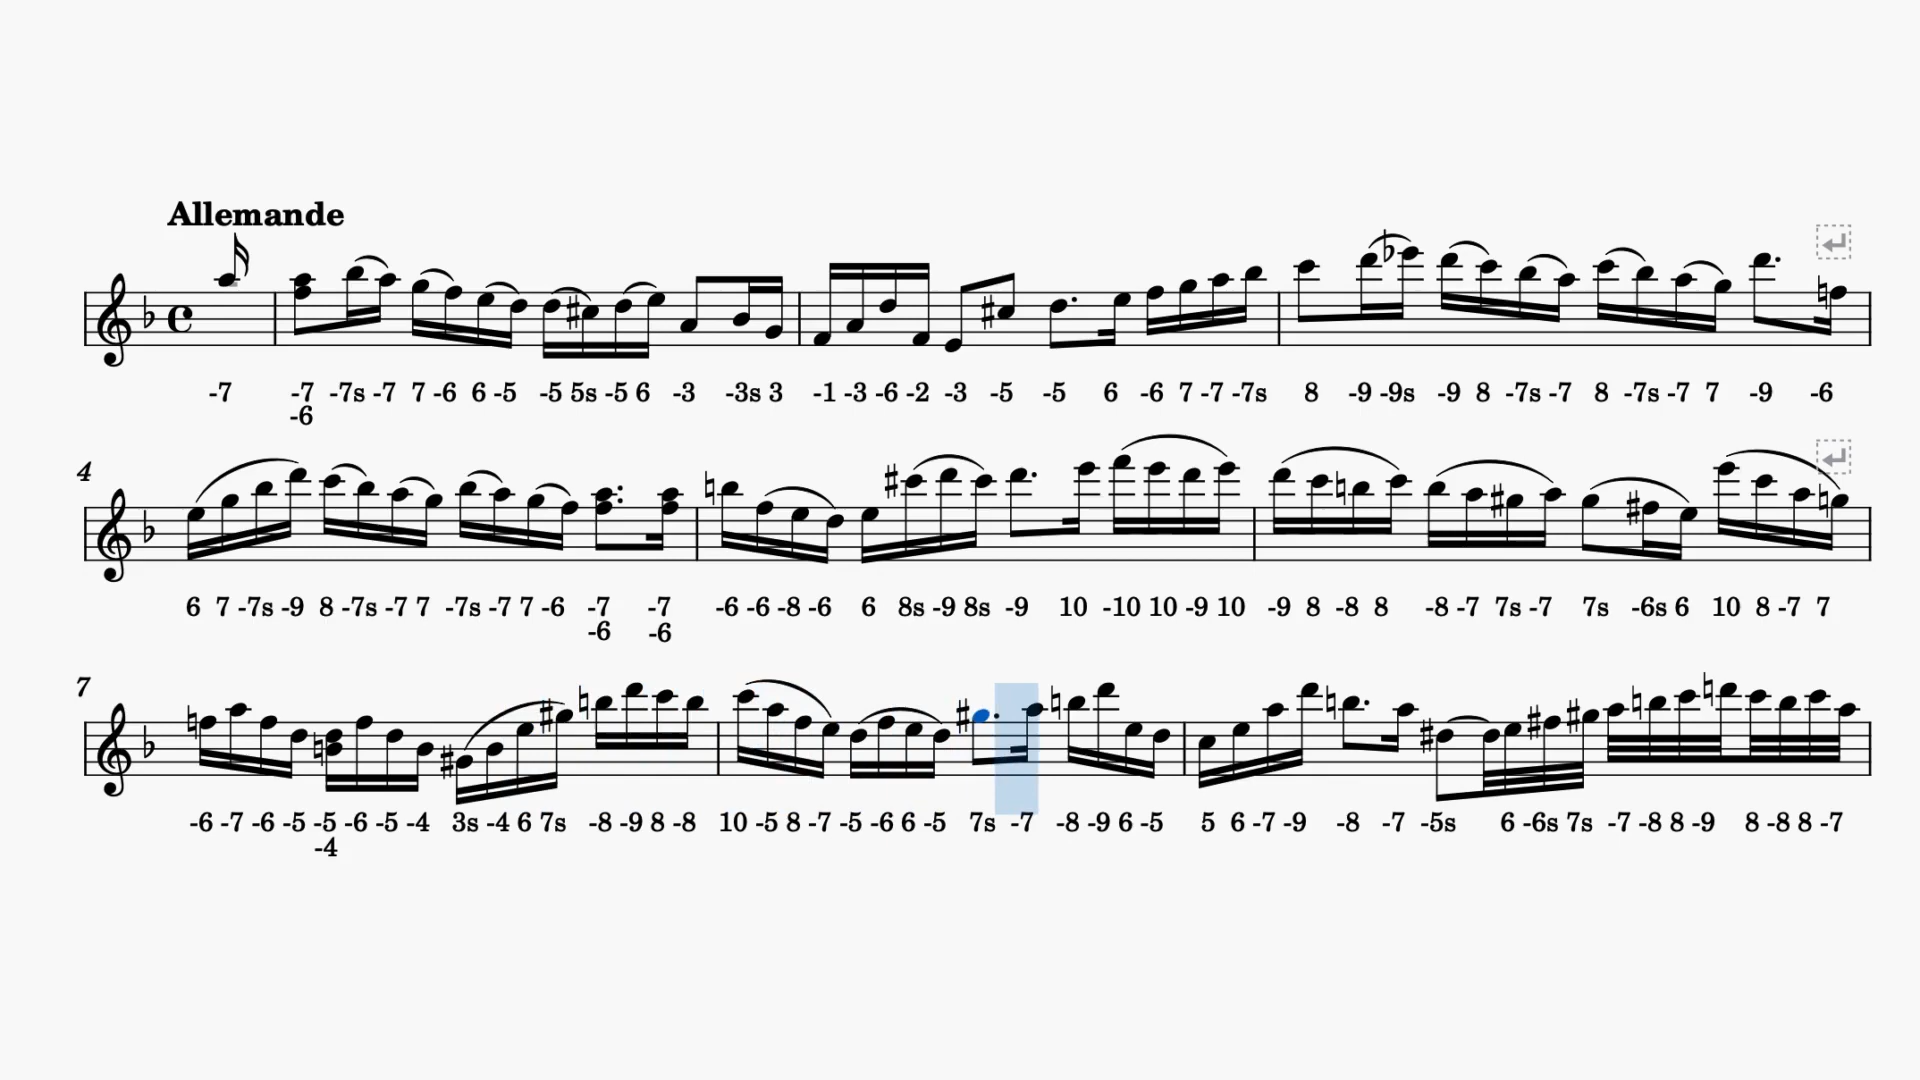 Allemande
-7 -7 -7s -7 7 -6 6 -5 -5 5s -5 6 -3 -3s 3 -1 -3 -6 -2 -3 -5 -5 6 -6 7 -7 -7s 8 -9 -9s -9 8 -7s -7 8 -7s -7 7 -9 -6
-6
4
6 7 -7s -9 8 -7s -7 7 -7s -7 7 -6 -7 -7 -6 -6 -8 -6 6 8s -9 8s -9 10 -10 10 -9 10 -9 8 -8 8 -8 -7 7s -7 7s -6s 6 10 8 -7 7
-6 -6
7
-6 -7 -6 -5 -5 -6 -5 -4 3s -4 6 7s -8 -9 8 -8 10 -5 8 -7 -5 -6 6 -5 7s -7 -8 -9 6 -5 5 6 -7 -9 -8 -7 -5s 6 -6s 7s -7 -8 8 -9 8 -8 8 -7
-4